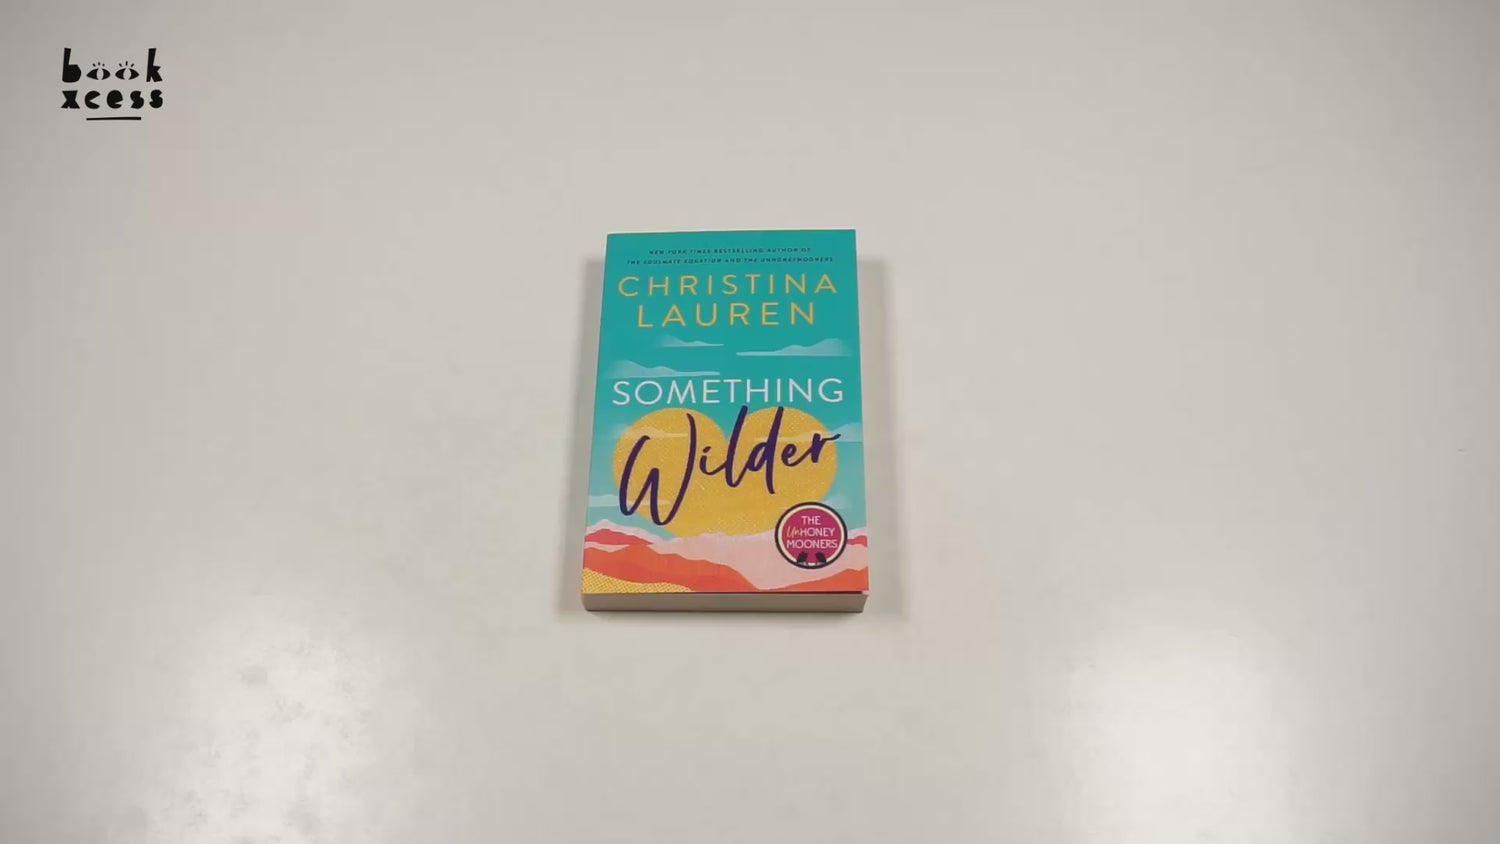 book
xcess
NEW YORK TIMES BESTSELLING AUTHOR OF
THE SOULMATE EQUATION AND THE UNHONEYMOONERS
CHRISTINA
LAUREN
SOMETHING
Wilder
THE
UnHONEY
MOONERS